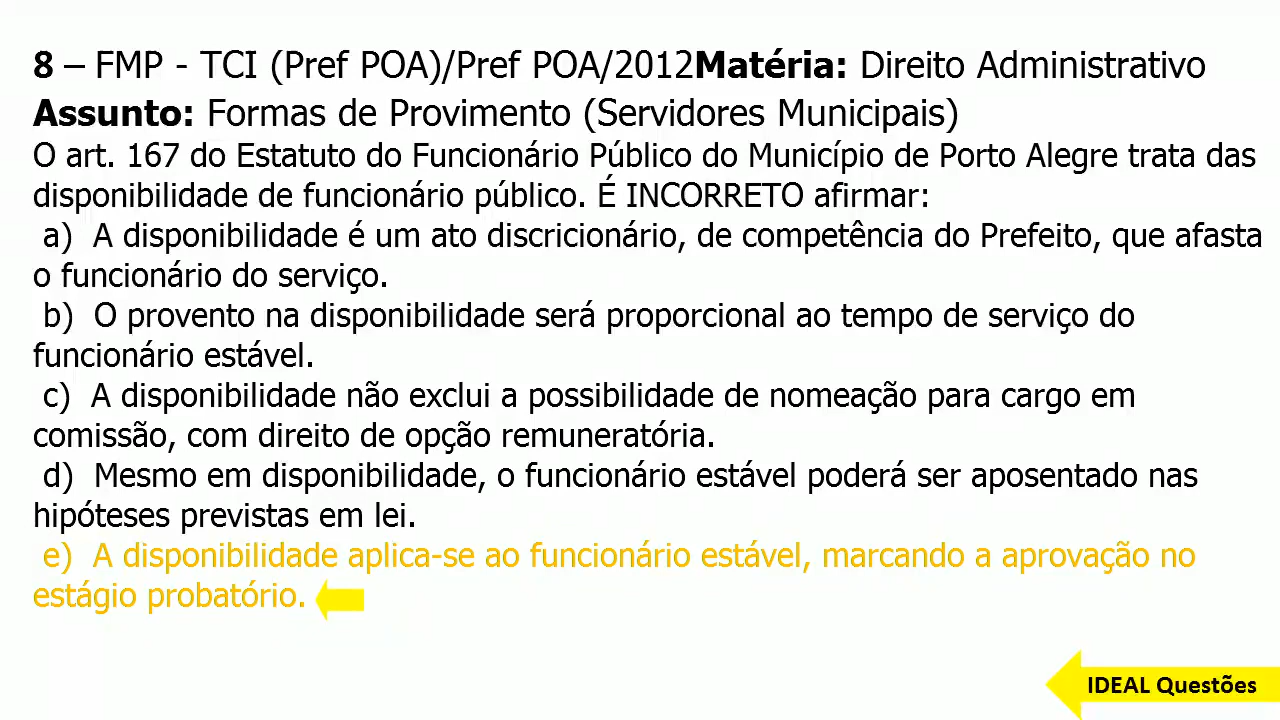 8 – FMP - TCI (Pref POA)/Pref POA/2012Matéria: Direito Administrativo
Assunto: Formas de Provimento (Servidores Municipais)
O art. 167 do Estatuto do Funcionário Público do Município de Porto Alegre trata das
disponibilidade de funcionário público. É INCORRETO afirmar:
a) A disponibilidade é um ato discricionário, de competência do Prefeito, que afasta
o funcionário do serviço.
b) O provento na disponibilidade será proporcional ao tempo de serviço do
funcionário estável.
c) A disponibilidade não exclui a possibilidade de nomeação para cargo em
comissão, com direito de opção remuneratória.
d) Mesmo em disponibilidade, o funcionário estável poderá ser aposentado nas
hipóteses previstas em lei.
e) A disponibilidade aplica-se ao funcionário estável, marcando a aprovação no
estágio probatório.
IDEAL Questões